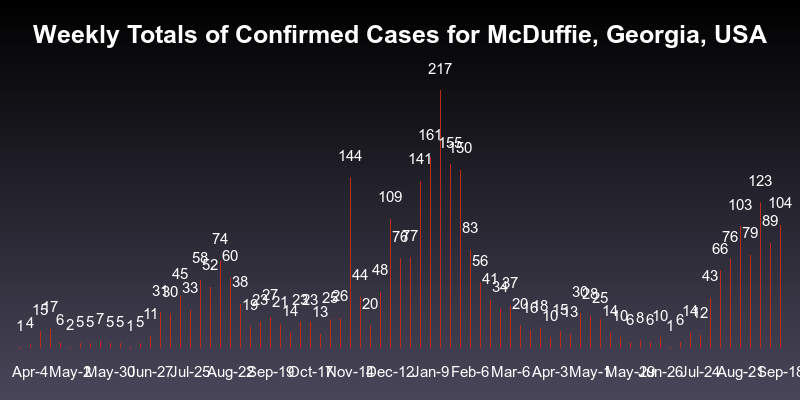 Weekly Totals of Confirmed Cases for McDuffie, Georgia, USA
1 4 15 17 6 2 5 5 7 5 5 1 5 11 31 30 45 33 58 52 74 60 38 19 23 27 21 14 23 23 13 25 26 144 44 20 48 109 76 77 141 161 217 155 150 83 56 41 34 37 20 16 18 10 15 13 30 28 25 14 10 6 8 6 10 1 6 14 12 43 66 76 103 79 123 89 104
Apr-4 May-2 May-30 Jun-27 Jul-25 Aug-22 Sep-19 Oct-17 Nov-14 Dec-12 Jan-9 Feb-6 Mar-6 Apr-3 May-1 May-29 Jun-26 Jul-24 Aug-21 Sep-18